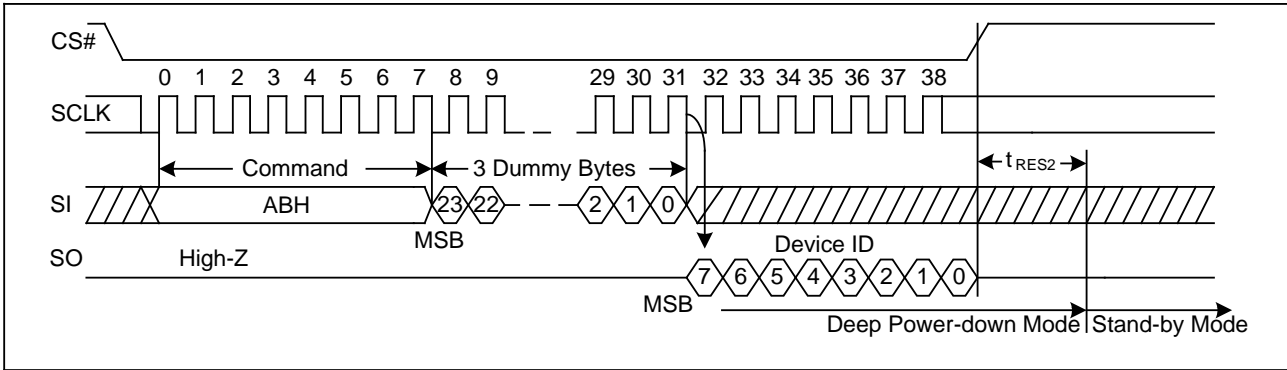 CS#
0 1 2 3 4 5 6 7 8 9 29 30 31 32 33 34 35 36 37 38
SCLK
Command 3 Dummy Bytes tRES2
SI ABH 23 22 2 1 0
MSB
SO High-Z Device ID
7 6 5 4 3 2 1 0
MSB
Deep Power-down Mode Stand-by Mode